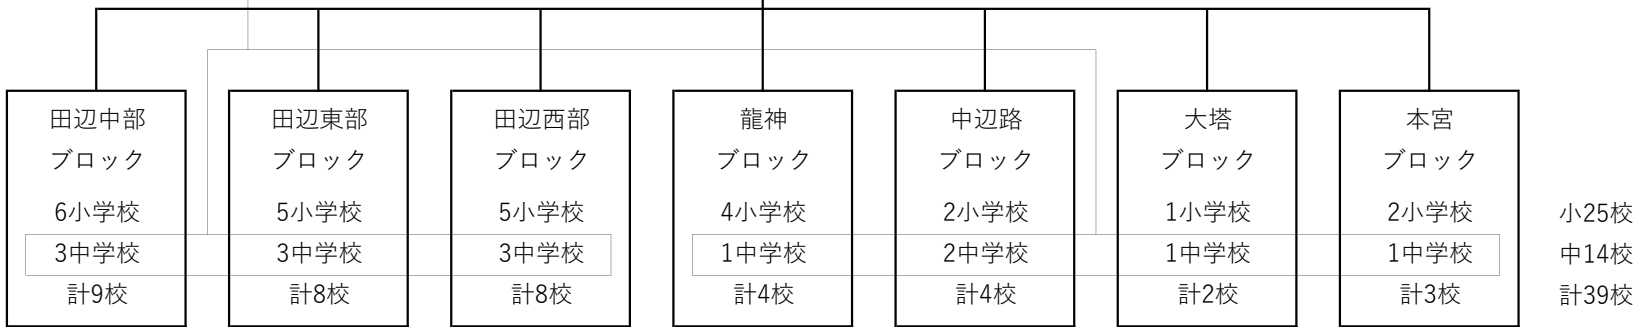 田辺中部
ブロック
6小学校
3中学校
計9校
田辺東部
ブロック
5小学校
3中学校
計8校
田辺西部
ブロック
5小学校
3中学校
計8校
龍神
ブロック
4小学校
1中学校
計4校
中辺路
ブロック
2小学校
2中学校
計4校
大塔
ブロック
1小学校
1中学校
計2校
本宮
ブロック
2小学校
1中学校
計3校
小25校
中14校
計39校